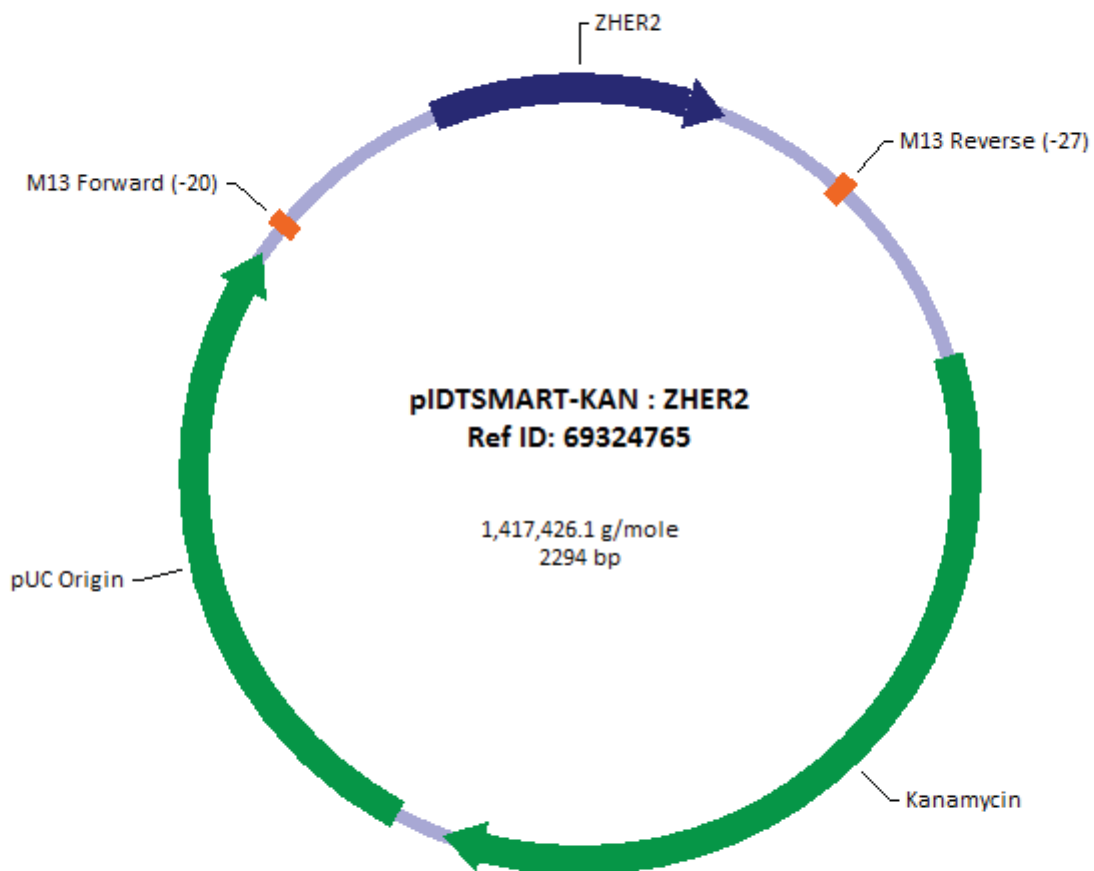 ZHER2
M13 Reverse (-27)
M13 Forward (-20)
pIDTSMART-KAN : ZHER2
Ref ID: 69324765
1,417,426.1 g/mole
2294 bp
pUC Origin
Kanamycin